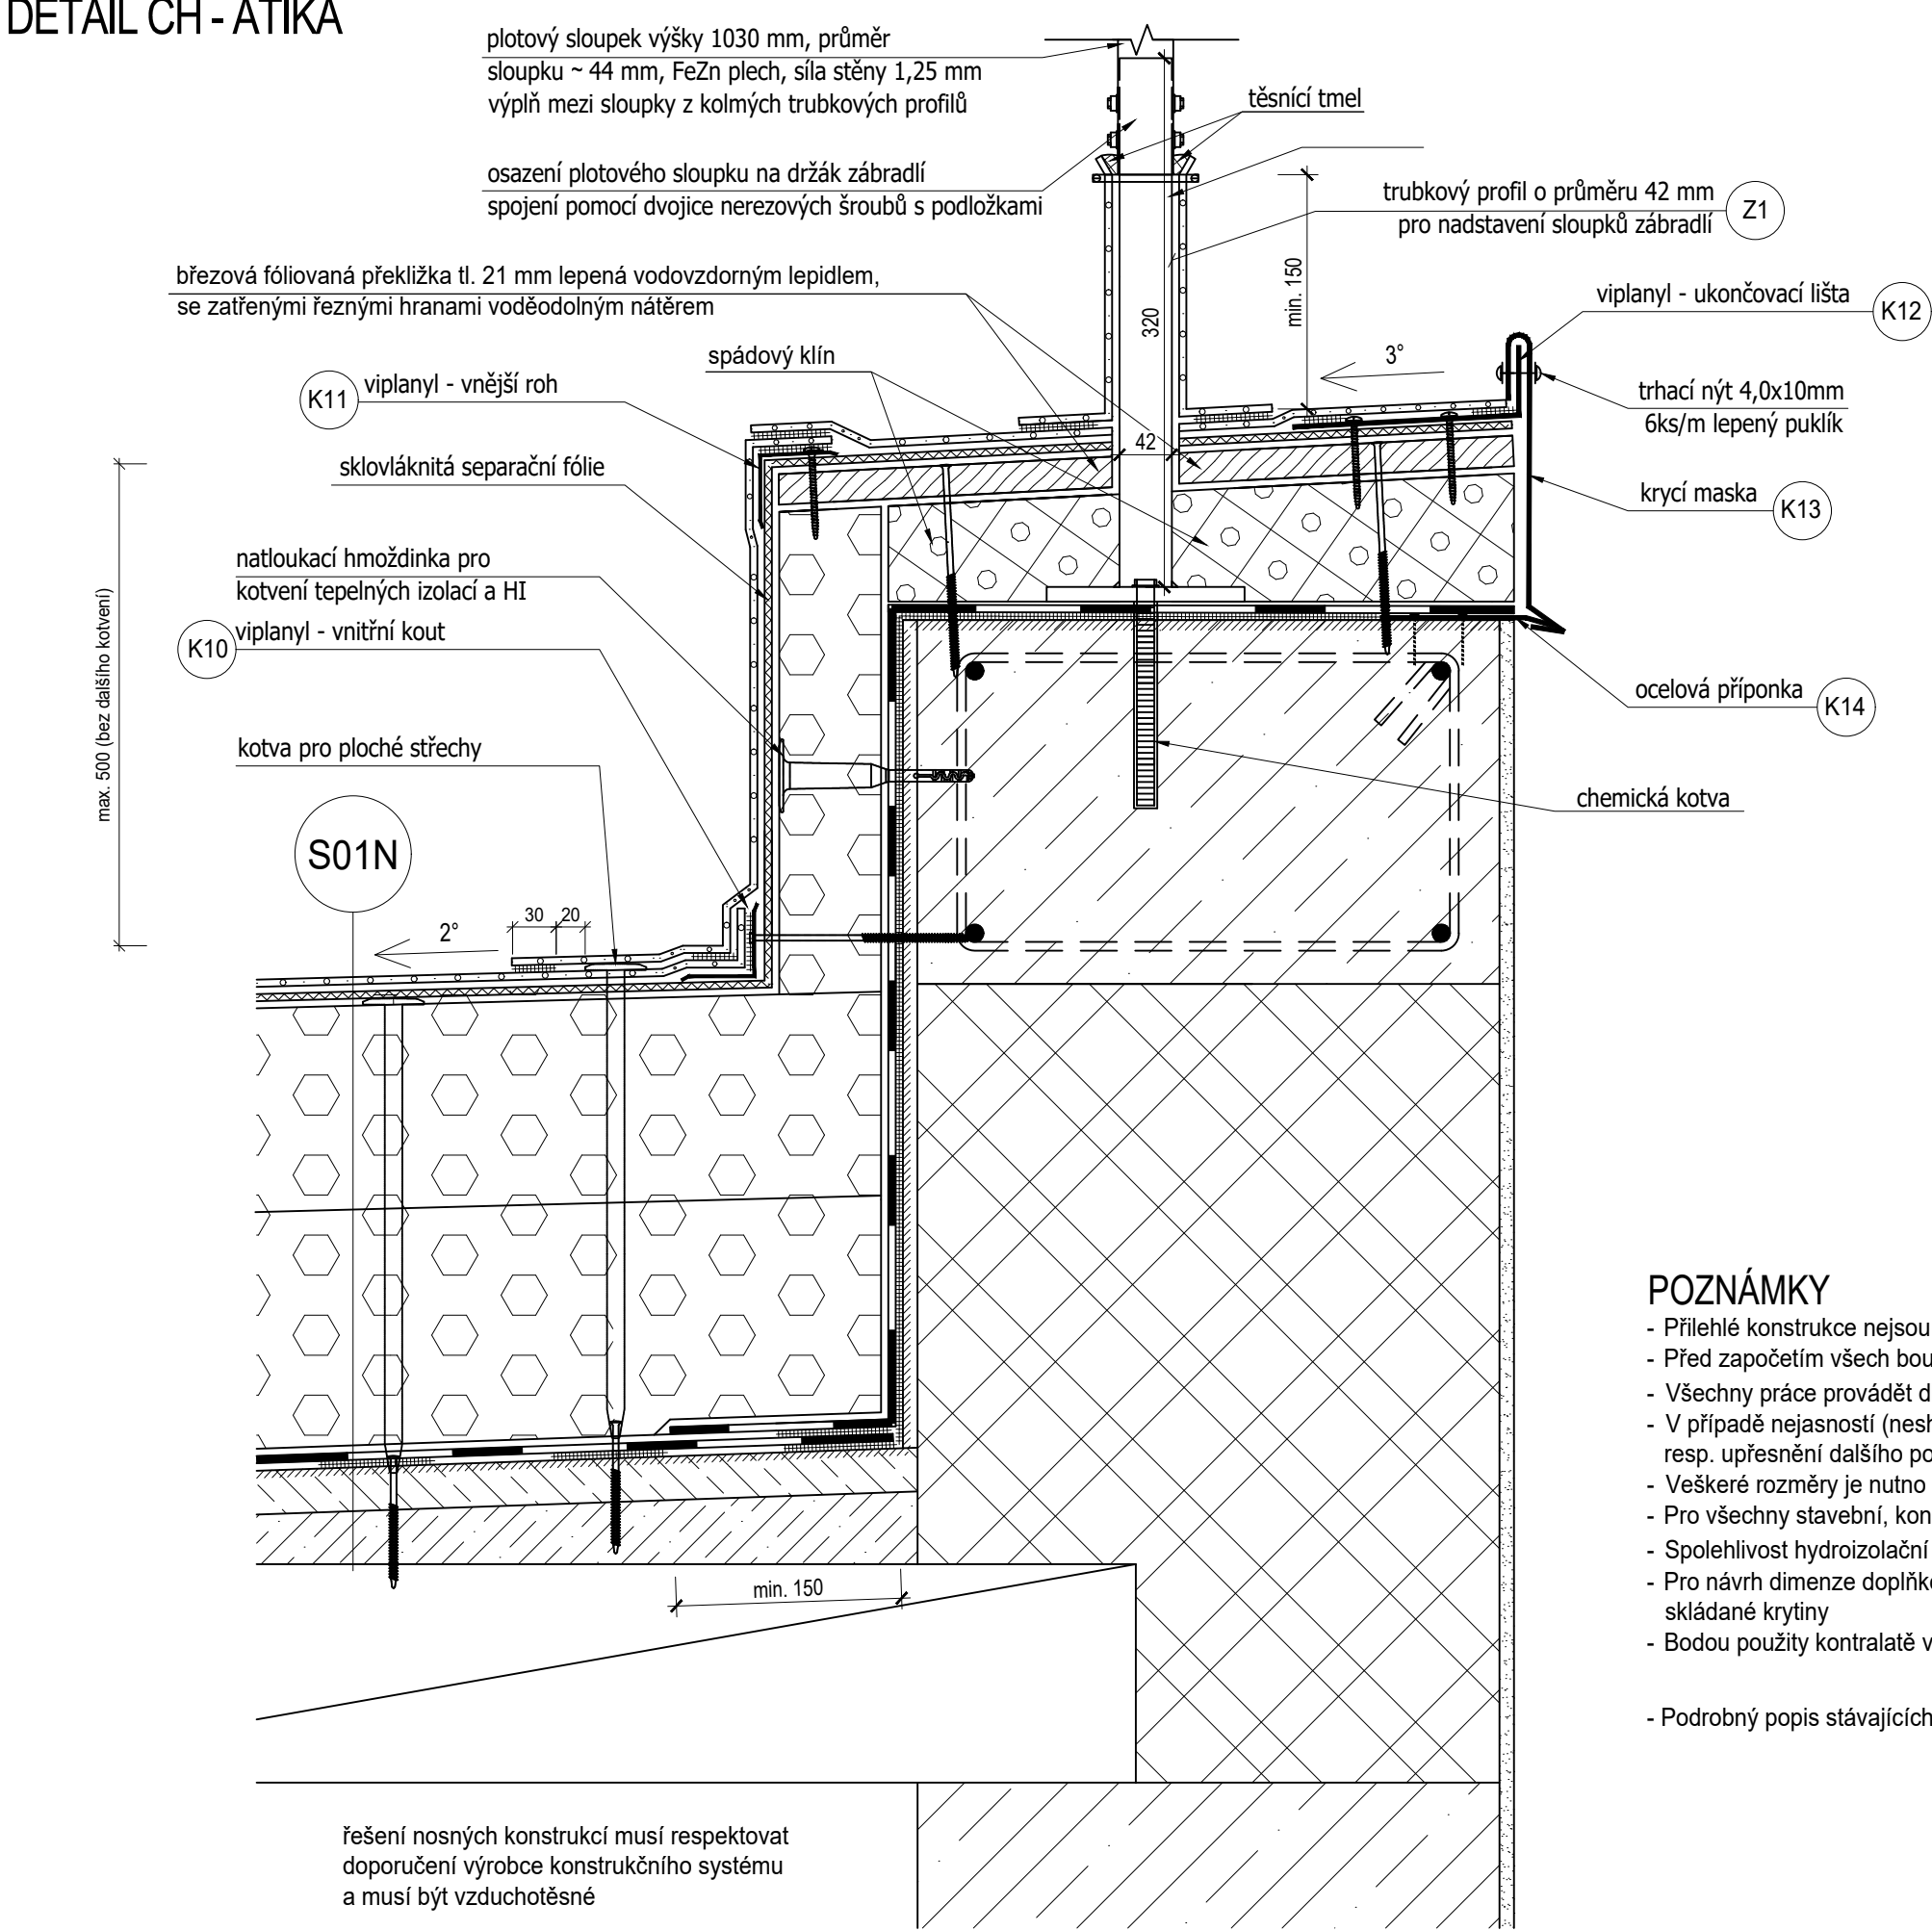 DETAIL CH - ATIKA
plotový sloupek výšky 1030 mm, průměr
sloupku ~ 44 mm, FeZn plech, síla stěny 1,25 mm
výplň mezi sloupky z kolmých trubkových profilů
těsnící tmel
osazení plotového sloupku na držák zábradlí
spojení pomocí dvojice nerezových šroubů s podložkami
trubkový profil o průměru 42 mm
pro nadstavení sloupků zábradlí
Z1
březová fóliovaná překližka tl. 21 mm lepená vodovzdorným lepidlem,
se zatřenými řeznými hranami voděodolným nátěrem
min. 150
320
viplanyl - ukončovací lišta
K12
spádový klín
3°
K11
viplanyl - vnější roh
trhací nýt 4,0x10mm
6ks/m lepený puklík
42
sklovláknitá separační fólie
krycí maska
K13
natloukací hmoždinka pro
kotvení tepelných izolací a HI
K10
viplanyl - vnitřní kout
max. 500 (bez dalšího kotvení)
ocelová příponka
K14
kotva pro ploché střechy
chemická kotva
S01N
30
20
2°
POZNÁMKY
- Přilehlé konstrukce nejsou
- Před započetím všech bou
- Všechny práce provádět d
- V případě nejasností (nesh
resp. upřesnění dalšího po
- Veškeré rozměry je nutno
- Pro všechny stavební, kon
- Spolehlivost hydroizolační
- Pro návrh dimenze doplňk
skládané krytiny
- Bodou použity kontralatě v
- Podrobný popis stávajících
min. 150
řešení nosných konstrukcí musí respektovat
doporučení výrobce konstrukčního systému
a musí být vzduchotěsné